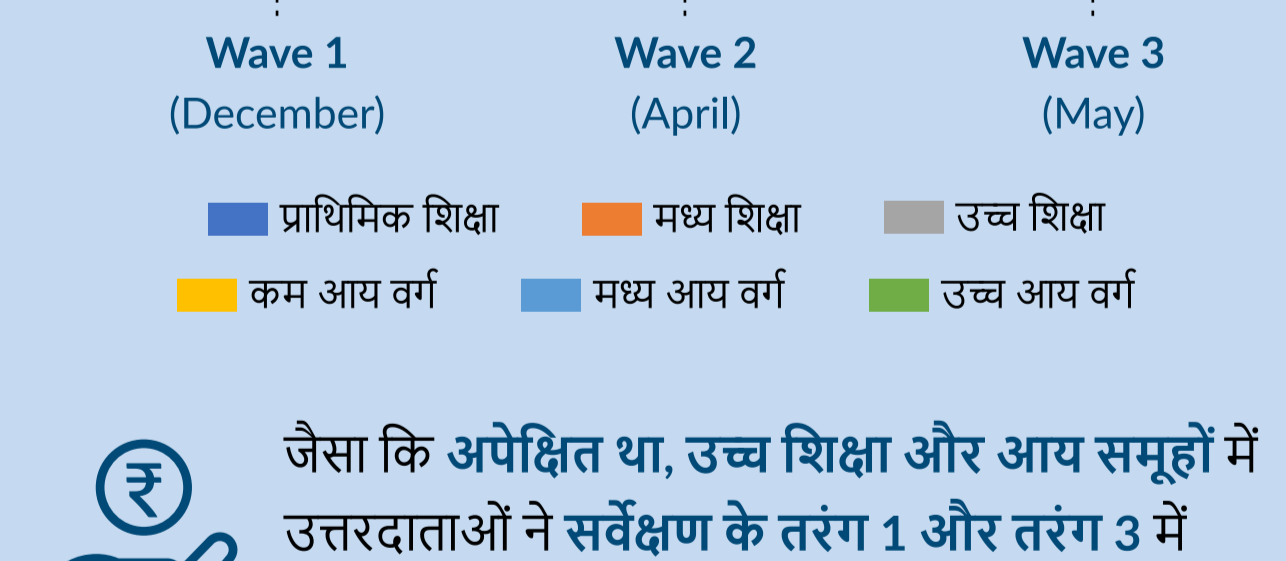 Wave 1 Wave 2 Wave 3
(December) (April) (May)
प्राथिमिक शिक्षा मध्य शिक्षा उच्च शिक्षा
कम आय वर्ग मध्य आय वर्ग उच्च आय वर्ग
जैसा कि अपेक्षित था, उच्च शिक्षा और आय समूहों में
₹
उत्तरदाताओं ने सर्वेक्षण के तरंग 1 और तरंग 3 में